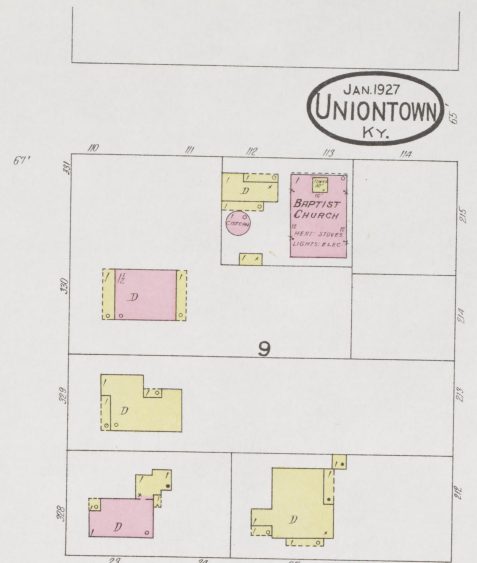 JAN. 1927
UNIONTOWN
KY.
65'
67'
110 111 112 113 114
331
215
D
BAPTIST
CHURCH
HEAT: STOVES
LIGHTS: ELEC.
CISTERN
330
214
1½
D
9
329
213
D
328
212
D
D